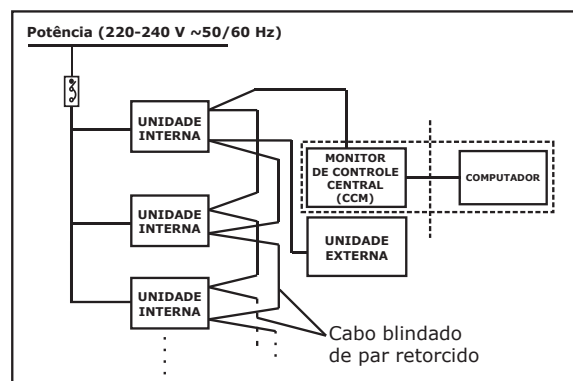 Potência (220-240 V ~50/60 Hz)
UNIDADE
INTERNA
MONITOR
DE CONTROLE
CENTRAL
(CCM)
COMPUTADOR
UNIDADE
INTERNA
UNIDADE
EXTERNA
UNIDADE
INTERNA
Cabo blindado
de par retorcido